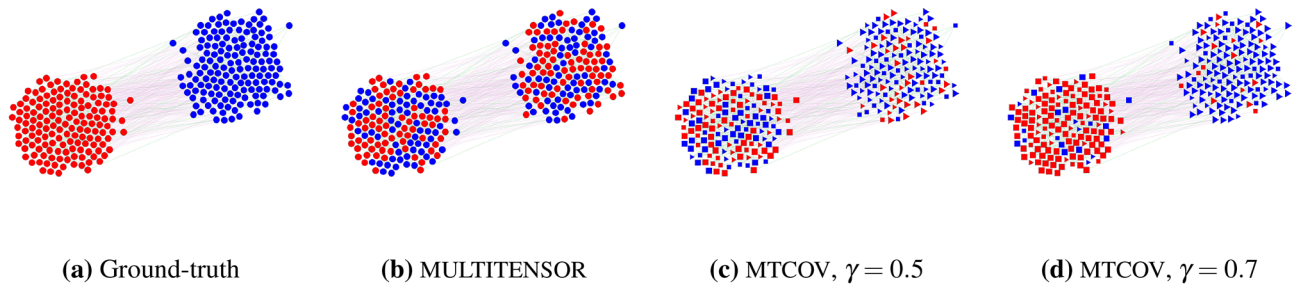 (a) Ground-truth
(b) MULTITENSOR
(c) MTCOV, γ = 0.5
(d) MTCOV, γ = 0.7